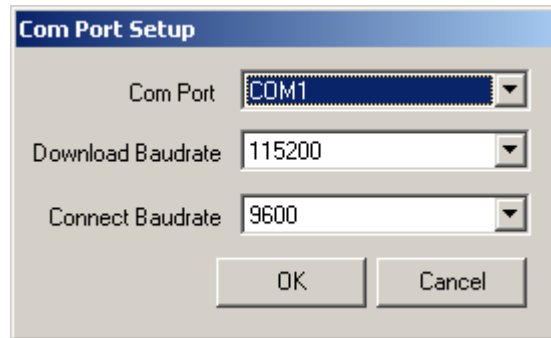 Com Port Setup
Com Port COM1
Download Baudrate 115200
Connect Baudrate 9600
OK Cancel